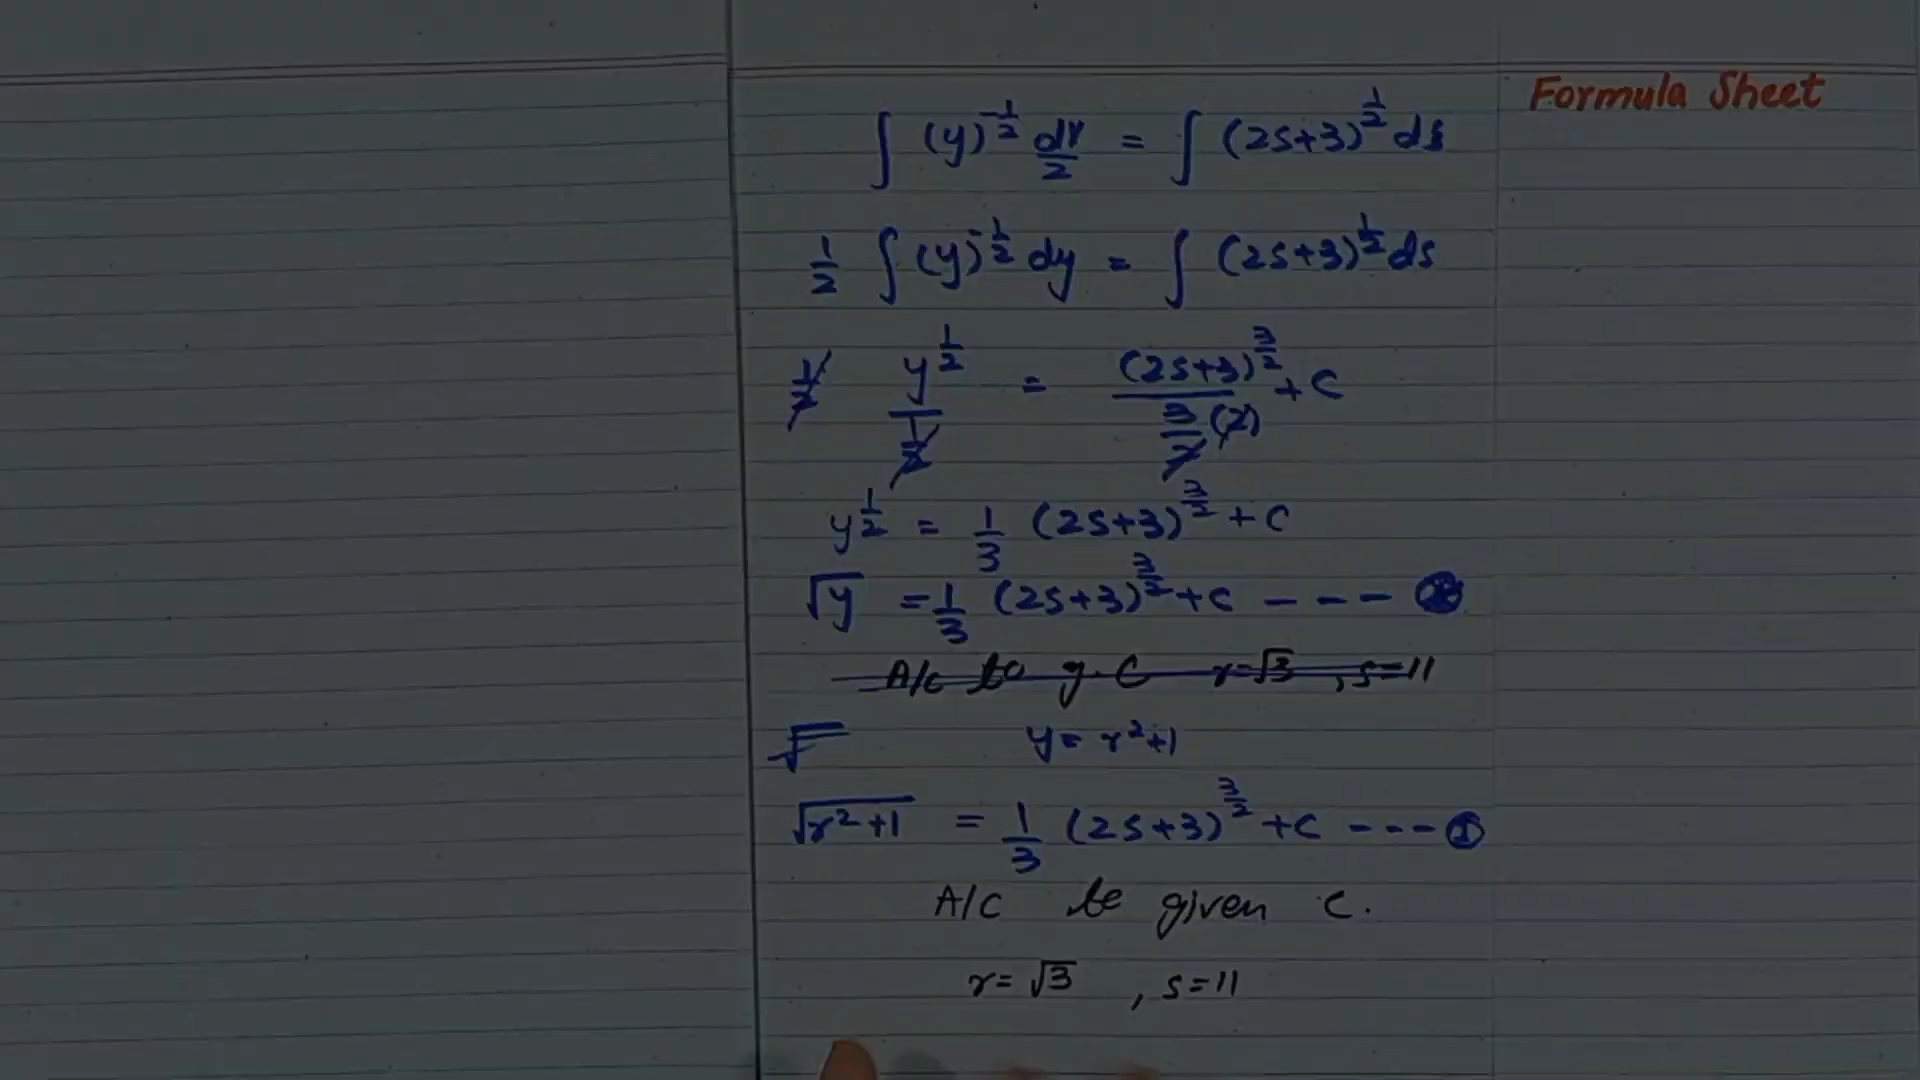 Formula Sheet
∫ (y)^{-1/2} dy/2 = ∫ (2s+3)^{1/2} ds
1/2 ∫ (y)^{-1/2} dy = ∫ (2s+3)^{1/2} ds
1/2 y^{1/2}/(1/2) = (2s+3)^{3/2}/(3/2 (2)) + c
y^{1/2} = 1/3 (2s+3)^{3/2} + c
√y = 1/3 (2s+3)^{3/2} + c ---
A/c to g. C r=√3 , s=11
√ y = r²+1
√r²+1 = 1/3 (2s+3)^{3/2} + c --- ①
A/C to given c.
r = √3 , s = 11